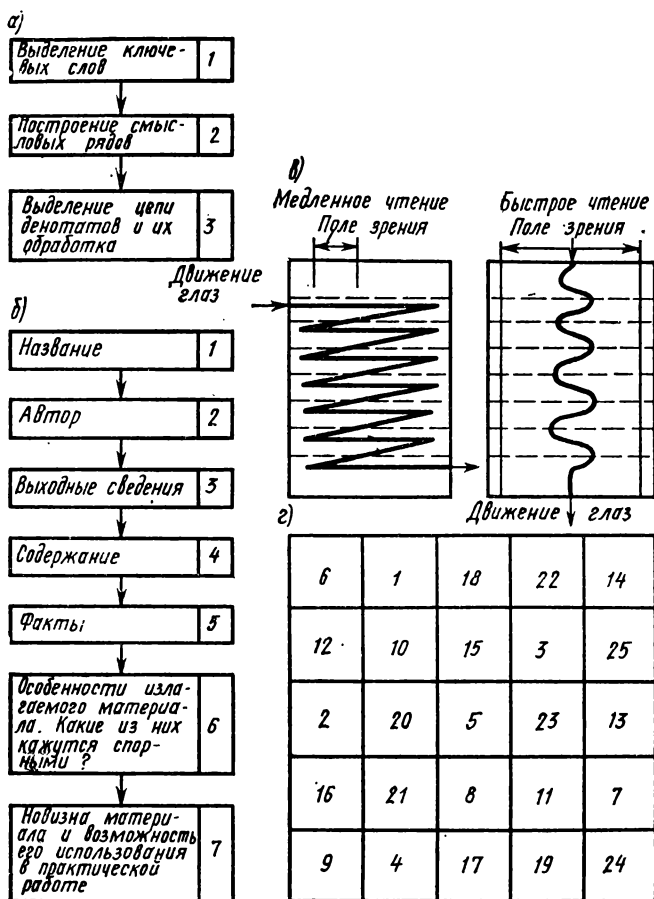 а)
Выделение ключе-
вых слов
1
Построение смыс-
ловых рядов
2
Выделение цепи
денотатов и их
обработка
3
б)
Название
1
Автор
2
Выходные сведения
3
Содержание
4
Факты
5
Особенности изла-
гаемого материа-
ла. Какие из них
кажутся спор-
ными?
6
Новизна матери-
ала и возможность
его использования
в практической
работе
7
в)
Медленное чтение
Поле зрения
Движение
глаз
Быстрое чтение
Поле зрения
Движение глаз
г)
6 1 18 22 14
12 10 15 3 25
2 20 5 23 13
16 21 8 11 7
9 4 17 19 24